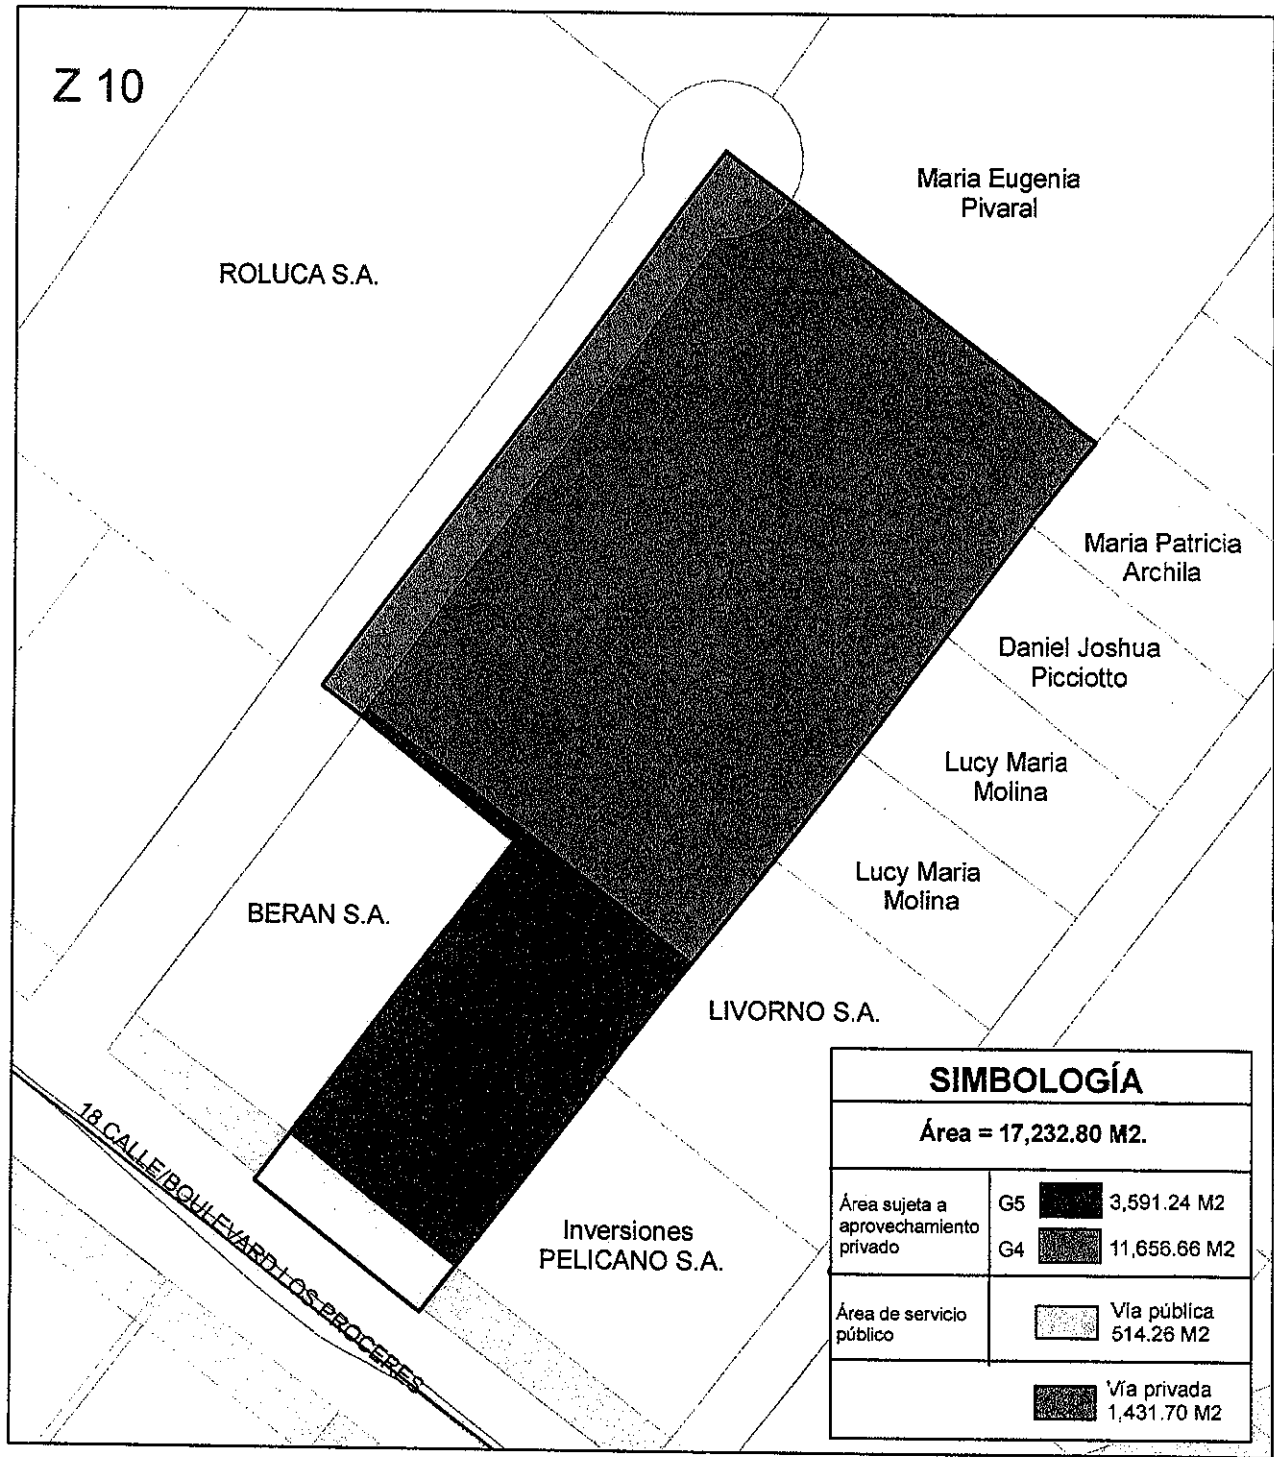 Z 10
Maria Eugenia
Pivaral
ROLUCA S.A.
Maria Patricia
Archila
Daniel Joshua
Picciotto
Lucy Maria
Molina
Lucy Maria
Molina
BERAN S.A.
LIVORNO S.A.
18 CALLE/BOULEVARD LOS PROCERES
Inversiones
PELICANO S.A.
SIMBOLOGÍA
Área = 17,232.80 M2.
Área sujeta a
aprovechamiento
privado
G5 3,591.24 M2
G4 11,656.66 M2
Área de servicio
público
Vía pública
514.26 M2
Vía privada
1,431.70 M2